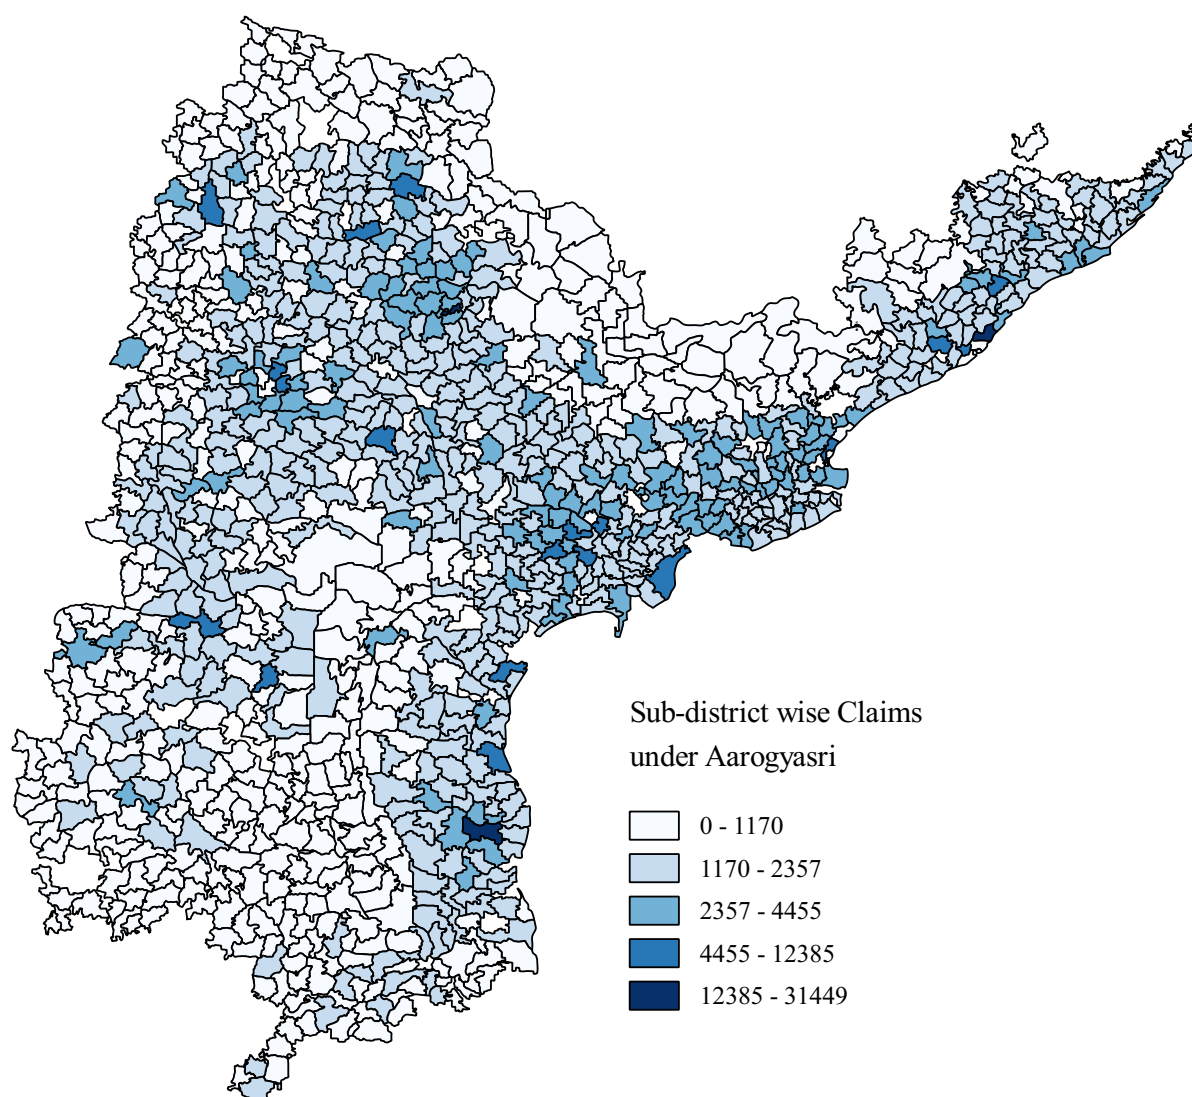 Sub-district wise Claims
under Aarogyasri
0 - 1170
1170 - 2357
2357 - 4455
4455 - 12385
12385 - 31449